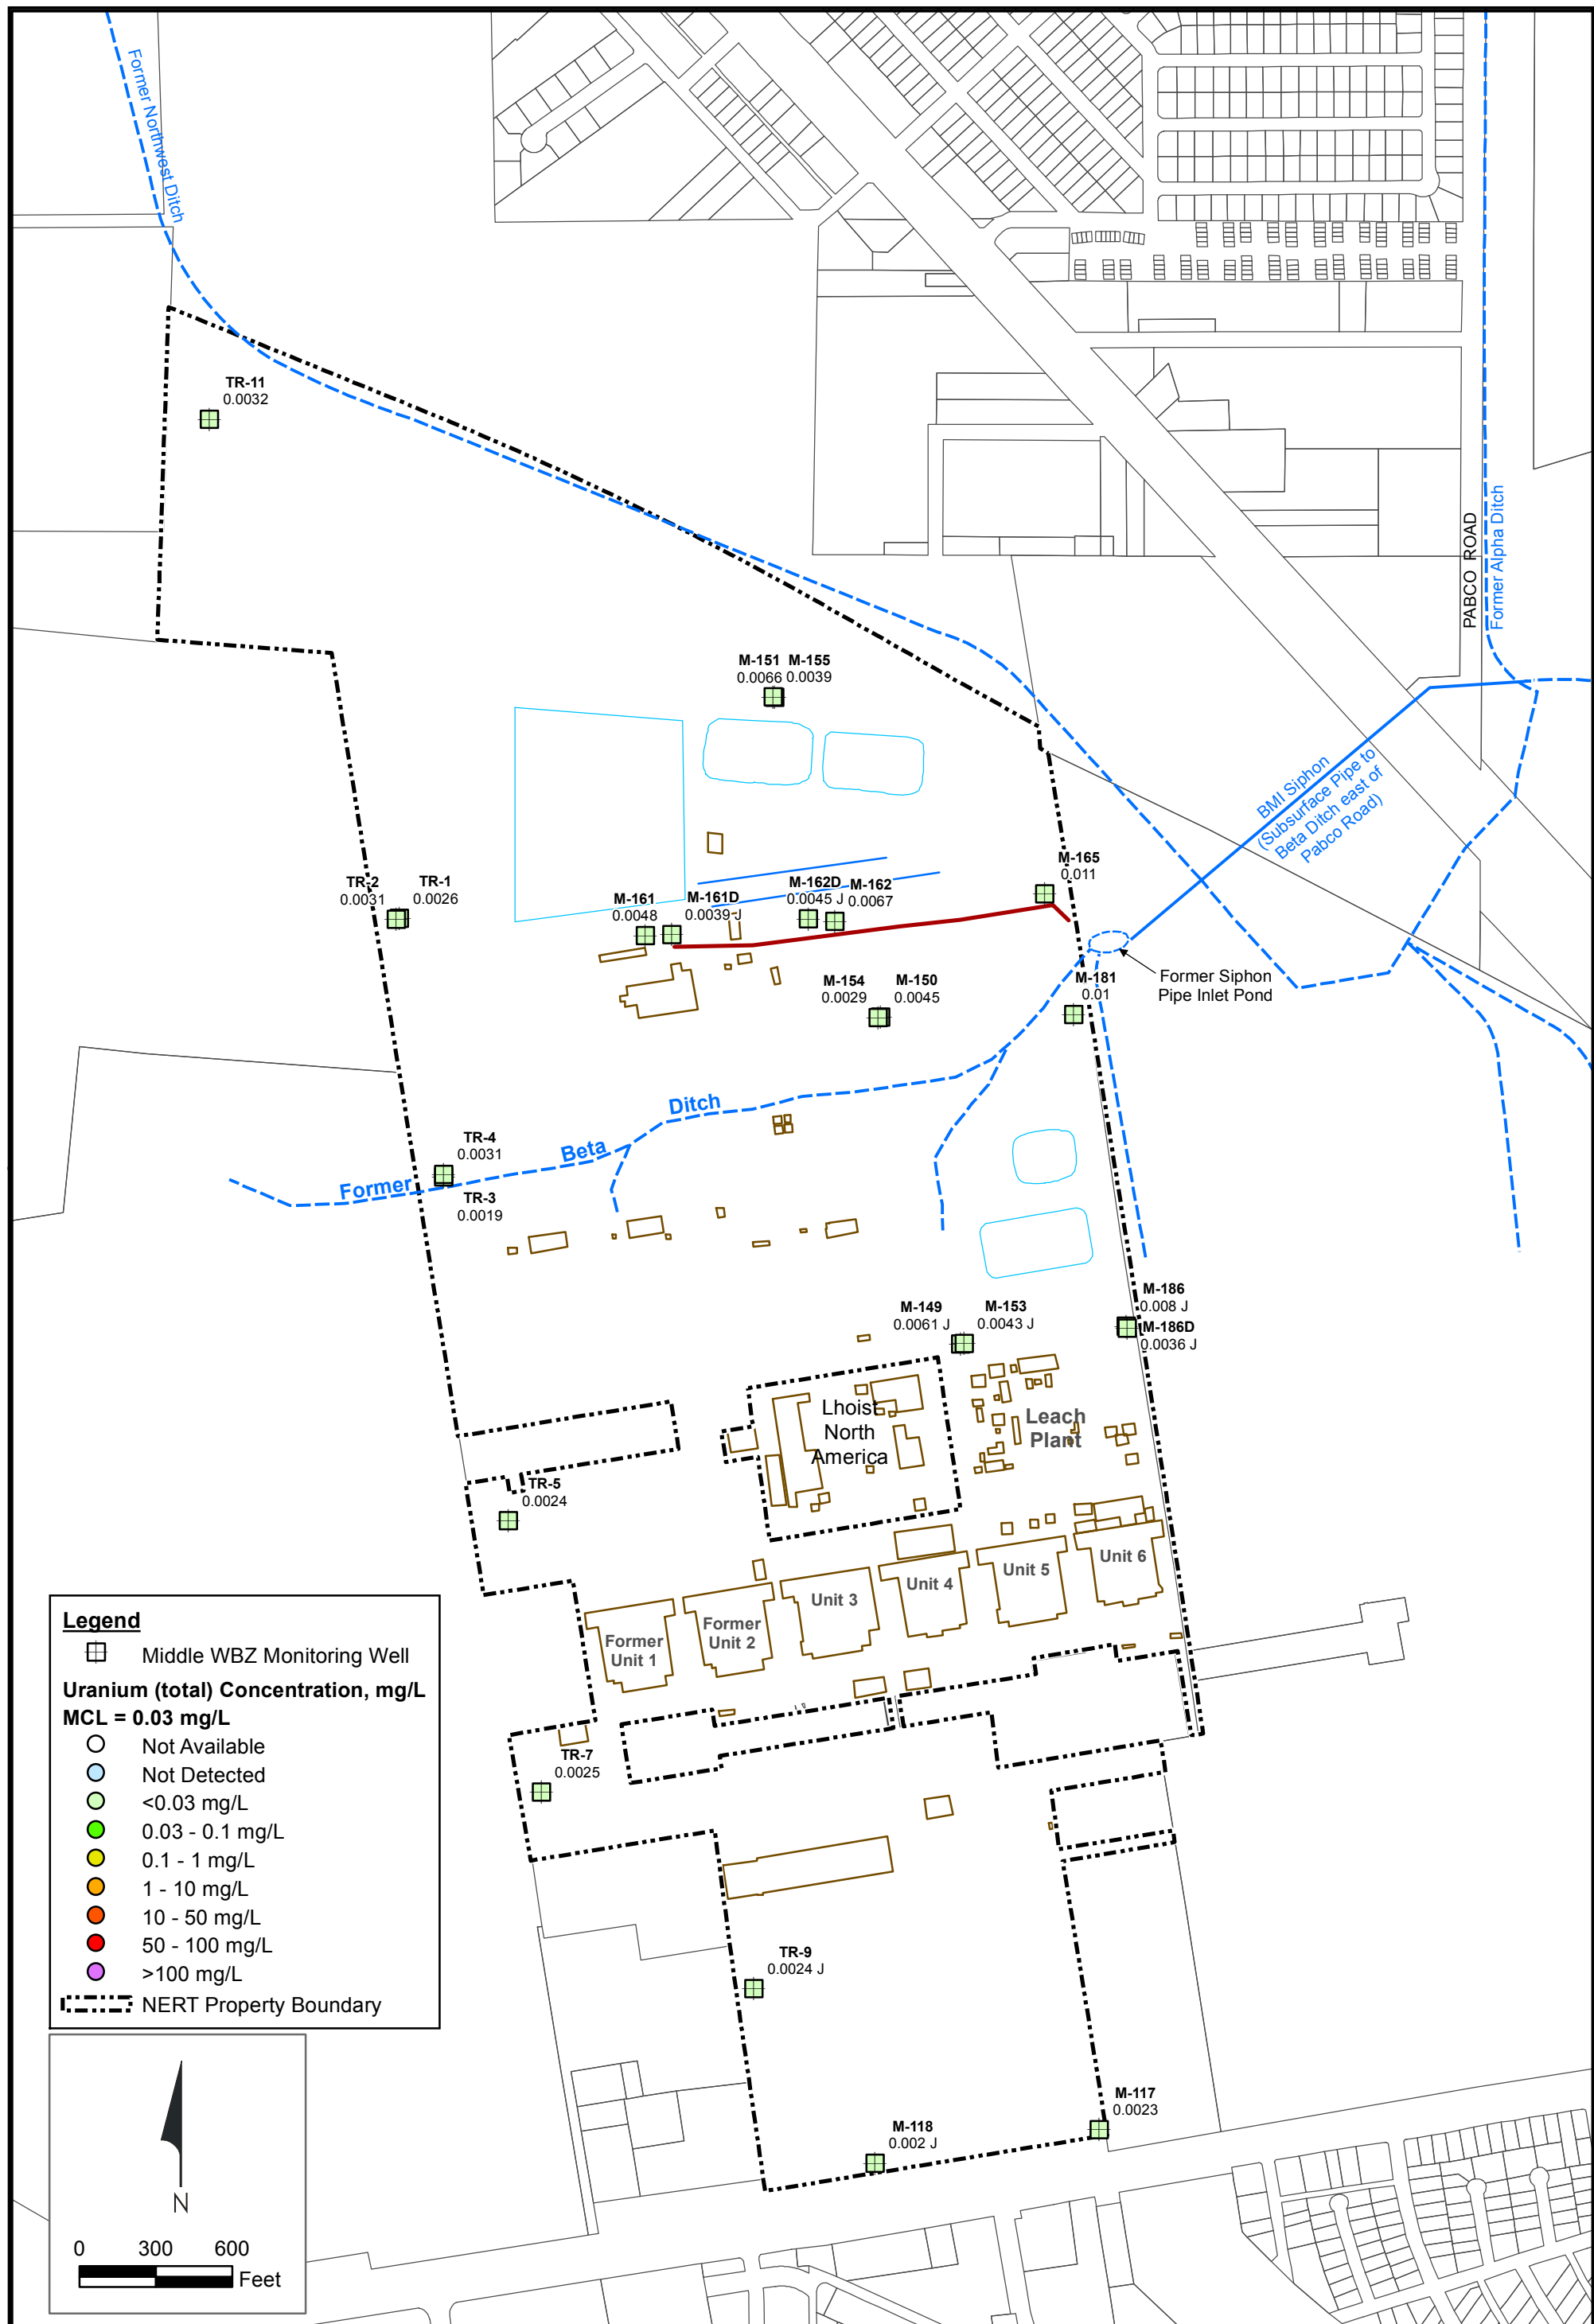 Former Northwest Ditch
TR-11
0.0032
PABCO ROAD
Former Alpha Ditch
M-151 M-155
0.0066 0.0039
BMI Siphon
(Subsurface Pipe to
Beta Ditch east of
Pabco Road)
M-165
0.011
TR-2 TR-1
0.0031 0.0026
M-161 M-161D
0.0048 0.0039 J
M-162D M-162
0.0045 J 0.0067
Former Siphon
Pipe Inlet Pond
M-154 M-150
0.0029 0.0045
M-181
0.01
Former Beta Ditch
TR-4
0.0031
TR-3
0.0019
M-186
0.008 J
M-186D
0.0036 J
M-149 M-153
0.0061 J 0.0043 J
Lhoist
North
America
Leach
Plant
TR-5
0.0024
Former
Unit 1
Former
Unit 2
Unit 3
Unit 4
Unit 5
Unit 6
TR-7
0.0025
TR-9
0.0024 J
M-117
0.0023
M-118
0.002 J
Legend
Middle WBZ Monitoring Well
Uranium (total) Concentration, mg/L
MCL = 0.03 mg/L
Not Available
Not Detected
<0.03 mg/L
0.03 - 0.1 mg/L
0.1 - 1 mg/L
1 - 10 mg/L
10 - 50 mg/L
50 - 100 mg/L
>100 mg/L
NERT Property Boundary
N
0 300 600
Feet